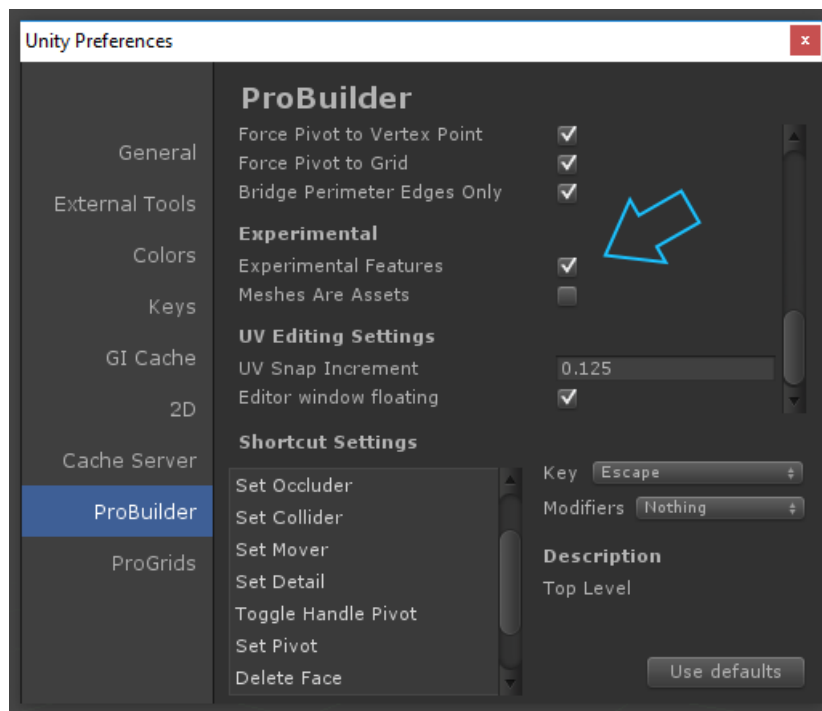 Unity Preferences
x
General
External Tools
Colors
Keys
GI Cache
2D
Cache Server
ProBuilder
ProGrids
ProBuilder
Force Pivot to Vertex Point
Force Pivot to Grid
Bridge Perimeter Edges Only
Experimental
Experimental Features
Meshes Are Assets
UV Editing Settings
UV Snap Increment 0.125
Editor window floating
Shortcut Settings
Set Occluder
Set Collider
Set Mover
Set Detail
Toggle Handle Pivot
Set Pivot
Delete Face
Key Escape
Modifiers Nothing
Description
Top Level
Use defaults